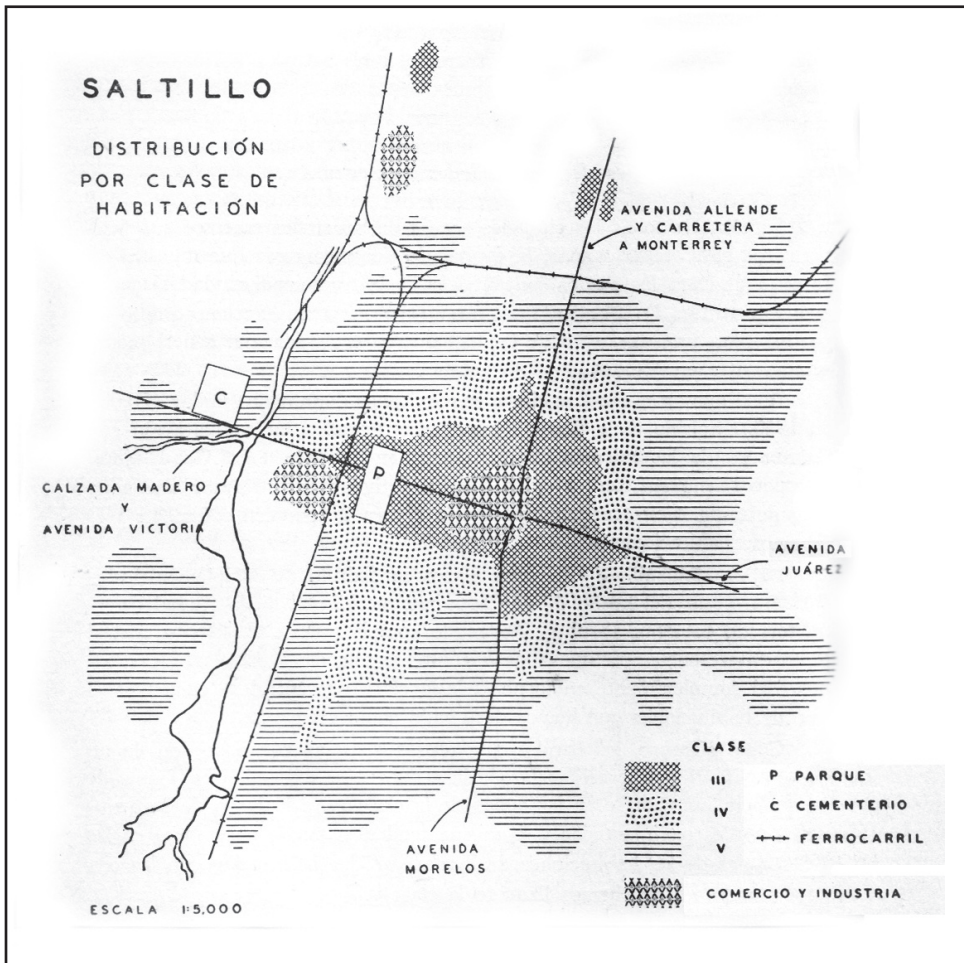 SALTILLO
DISTRIBUCIÓN
POR CLASE DE
HABITACIÓN
AVENIDA ALLENDE
Y CARRETERA
A MONTERREY
C
P
CALZADA MADERO
Y
AVENIDA VICTORIA
AVENIDA
JUÁREZ
AVENIDA
MORELOS
CLASE
III
IV
V
COMERCIO Y INDUSTRIA
P PARQUE
C CEMENTERIO
FERROCARRIL
ESCALA 1:5,000